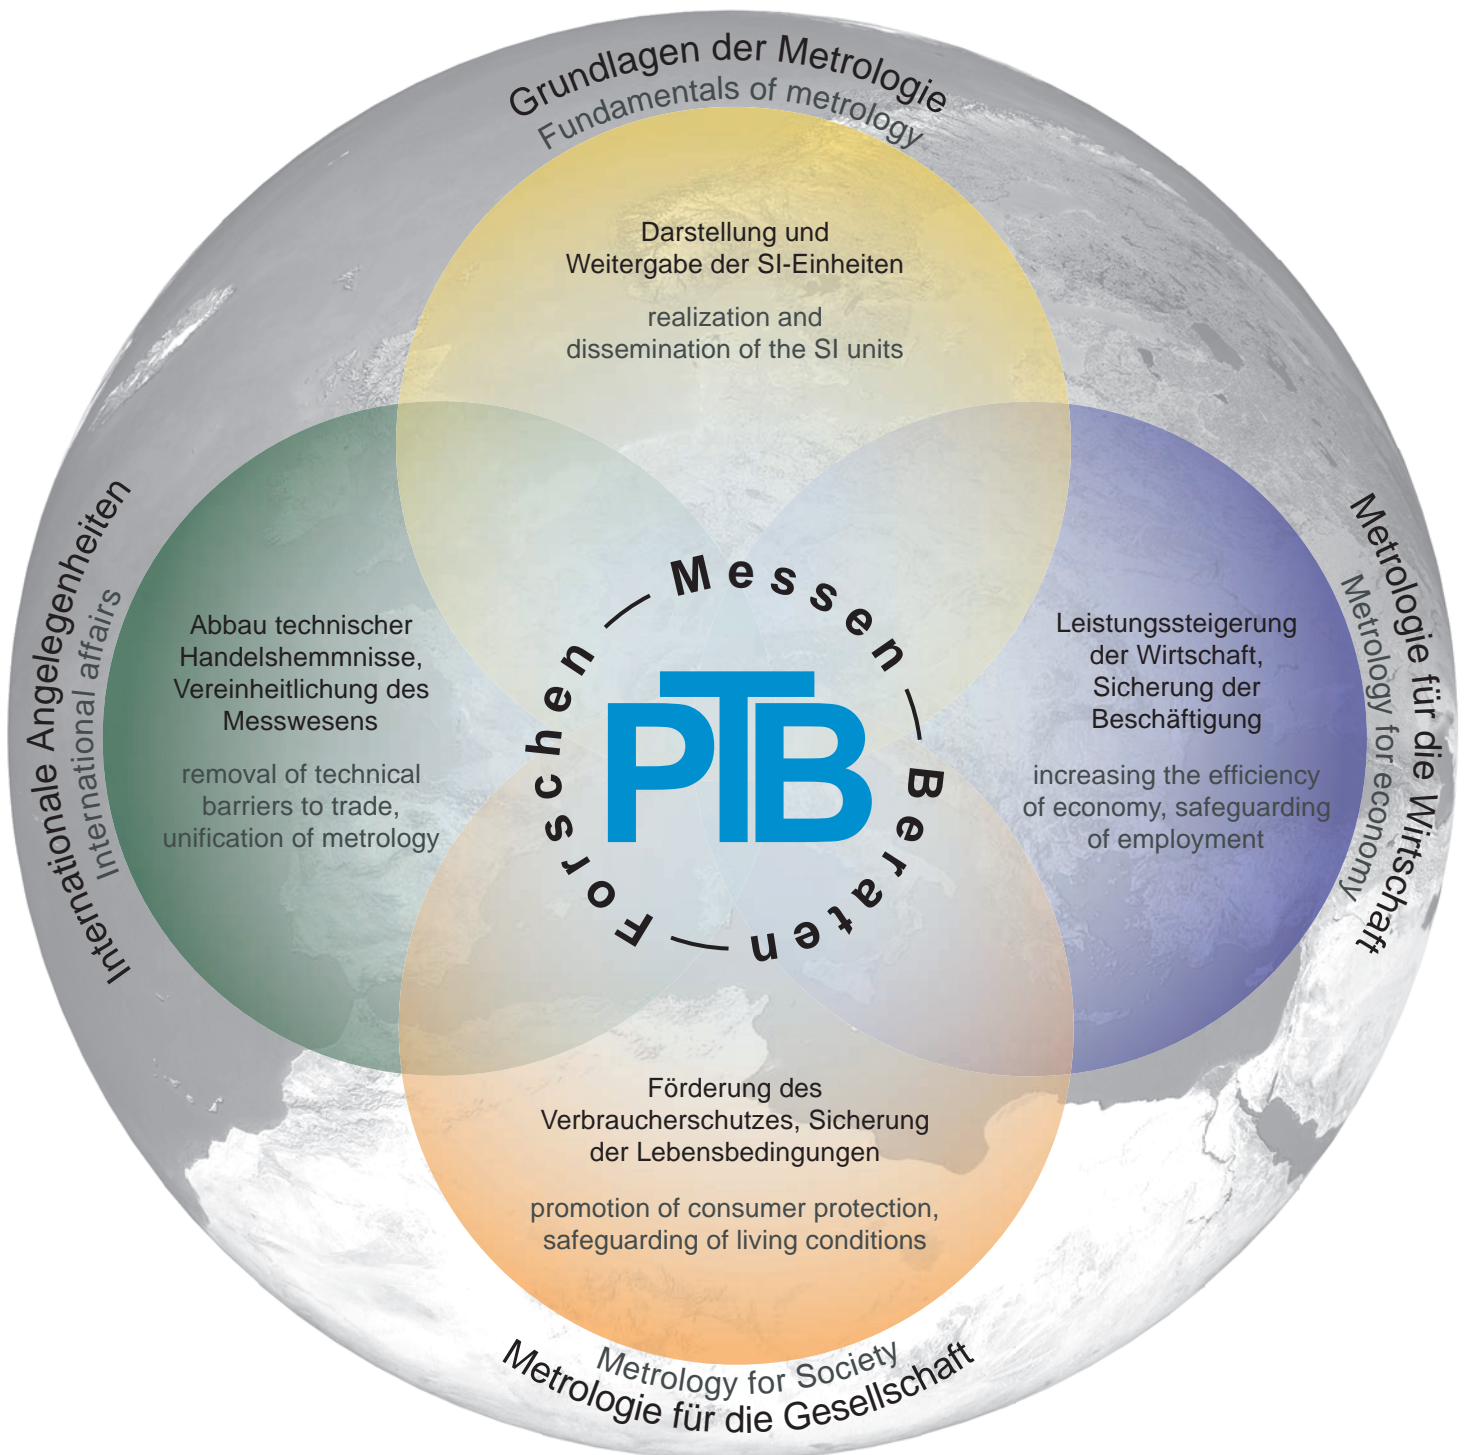 Grundlagen der Metrologie
Fundamentals of metrology
Darstellung und
Weitergabe der SI-Einheiten
realization and
dissemination of the SI units
Internationale Angelegenheiten
International affairs
Abbau technischer
Handelshemmnisse,
Vereinheitlichung des
Messwesens
removal of technical
barriers to trade,
unification of metrology
Forschen — Messen — Beraten —
PTB
Leistungssteigerung
der Wirtschaft,
Sicherung der
Beschäftigung
increasing the efficiency
of economy, safeguarding
of employment
Metrologie für die Wirtschaft
Metrology for economy
Förderung des
Verbraucherschutzes, Sicherung
der Lebensbedingungen
promotion of consumer protection,
safeguarding of living conditions
Metrology for Society
Metrologie für die Gesellschaft